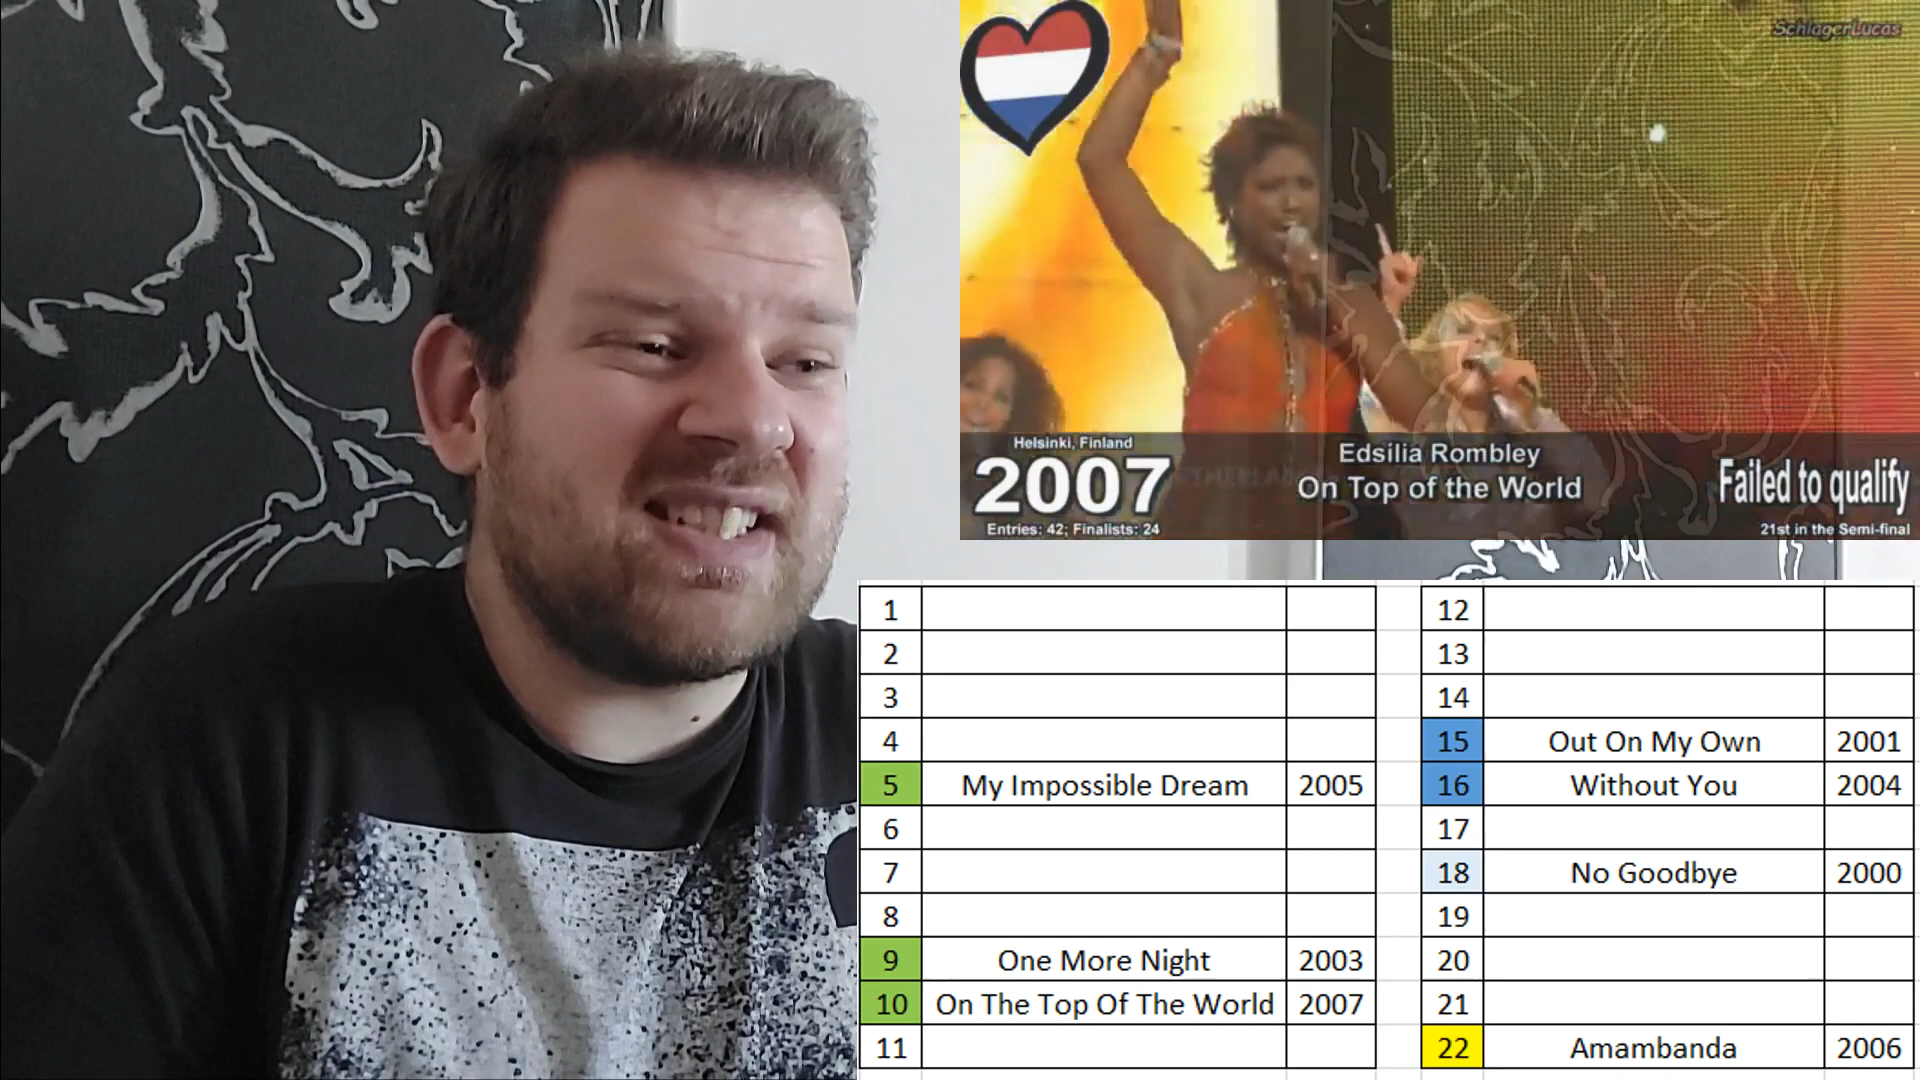 SchlagerLucas
Helsinki, Finland
2007
Entries: 42; Finalists: 24
Edsilia Rombley
On Top of the World
Failed to qualify
21st in the Semi-final
1
2
3
4
5 My Impossible Dream 2005
6
7
8
9 One More Night 2003
10 On The Top Of The World 2007
11
12
13
14
15 Out On My Own 2001
16 Without You 2004
17
18 No Goodbye 2000
19
20
21
22 Amambanda 2006